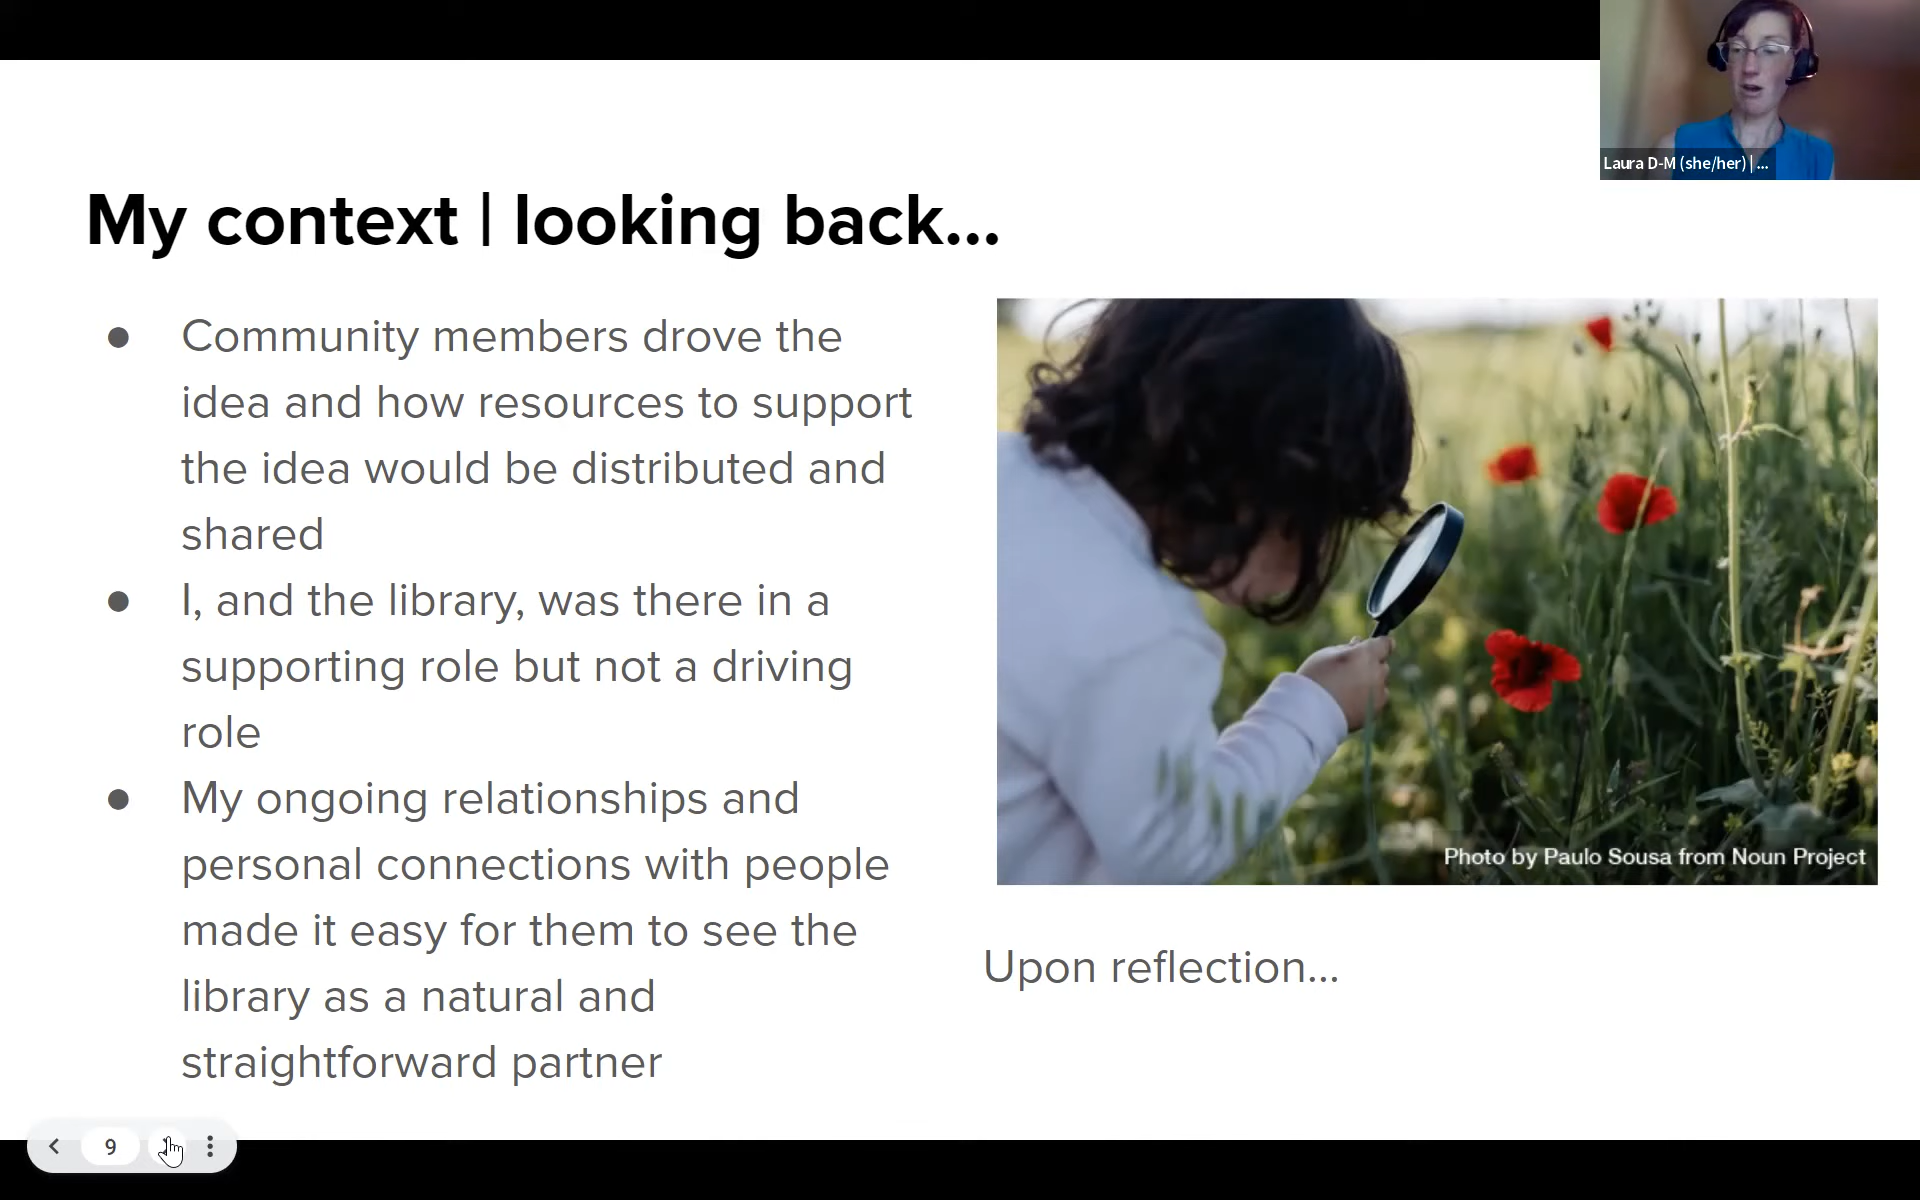 Laura D-M (she/her) | ...
My context | looking back...
● Community members drove the
idea and how resources to support
the idea would be distributed and
shared
● I, and the library, was there in a
supporting role but not a driving
role
● My ongoing relationships and
personal connections with people
made it easy for them to see the
library as a natural and
straightforward partner
Photo by Paulo Sousa from Noun Project
Upon reflection...
9